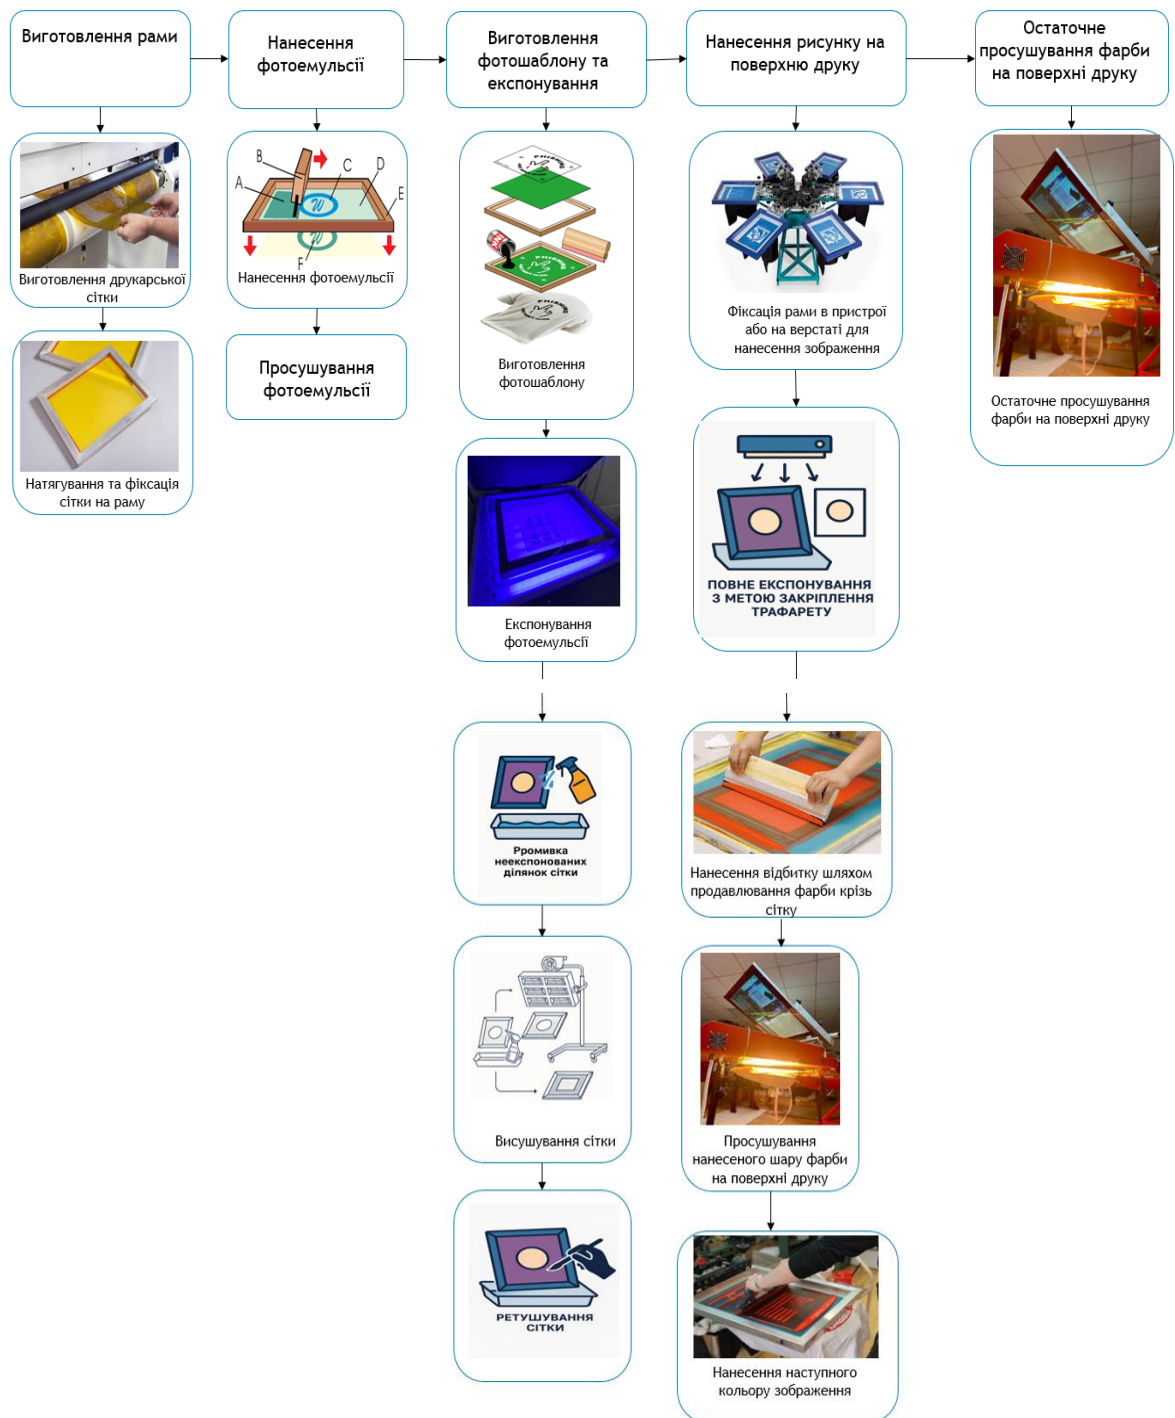 Виготовлення рами
Нанесення
фотоемульсії
Виготовлення
фотошаблону та
експонування
Нанесення рисунку на
поверхню друку
Остаточне
просушування фарби
на поверхні друку
Виготовлення друкарської
сітки
Натягування та фіксація
сітки на раму
A
B
C
D
E
F
Нанесення фотоемульсії
Просушування
фотоемульсії
PHISHING
Виготовлення
фотошаблону
Експонування
фотоемульсії
Рромивка
неекспонованих
ділянок сітки
Висушування сітки
РЕТУШУВАННЯ
СІТКИ
Фіксація рами в пристрої
або на верстаті для
нанесення зображення
ПОВНЕ ЕКСПОНУВАННЯ
З МЕТОЮ ЗАКРІПЛЕННЯ
ТРАФАРЕТУ
Нанесення відбитку шляхом
продавлювання фарби крізь
сітку
Просушування
нанесеного шару фарби
на поверхні друку
Нанесення наступного
кольору зображення
Остаточне просушування
фарби на поверхні друку